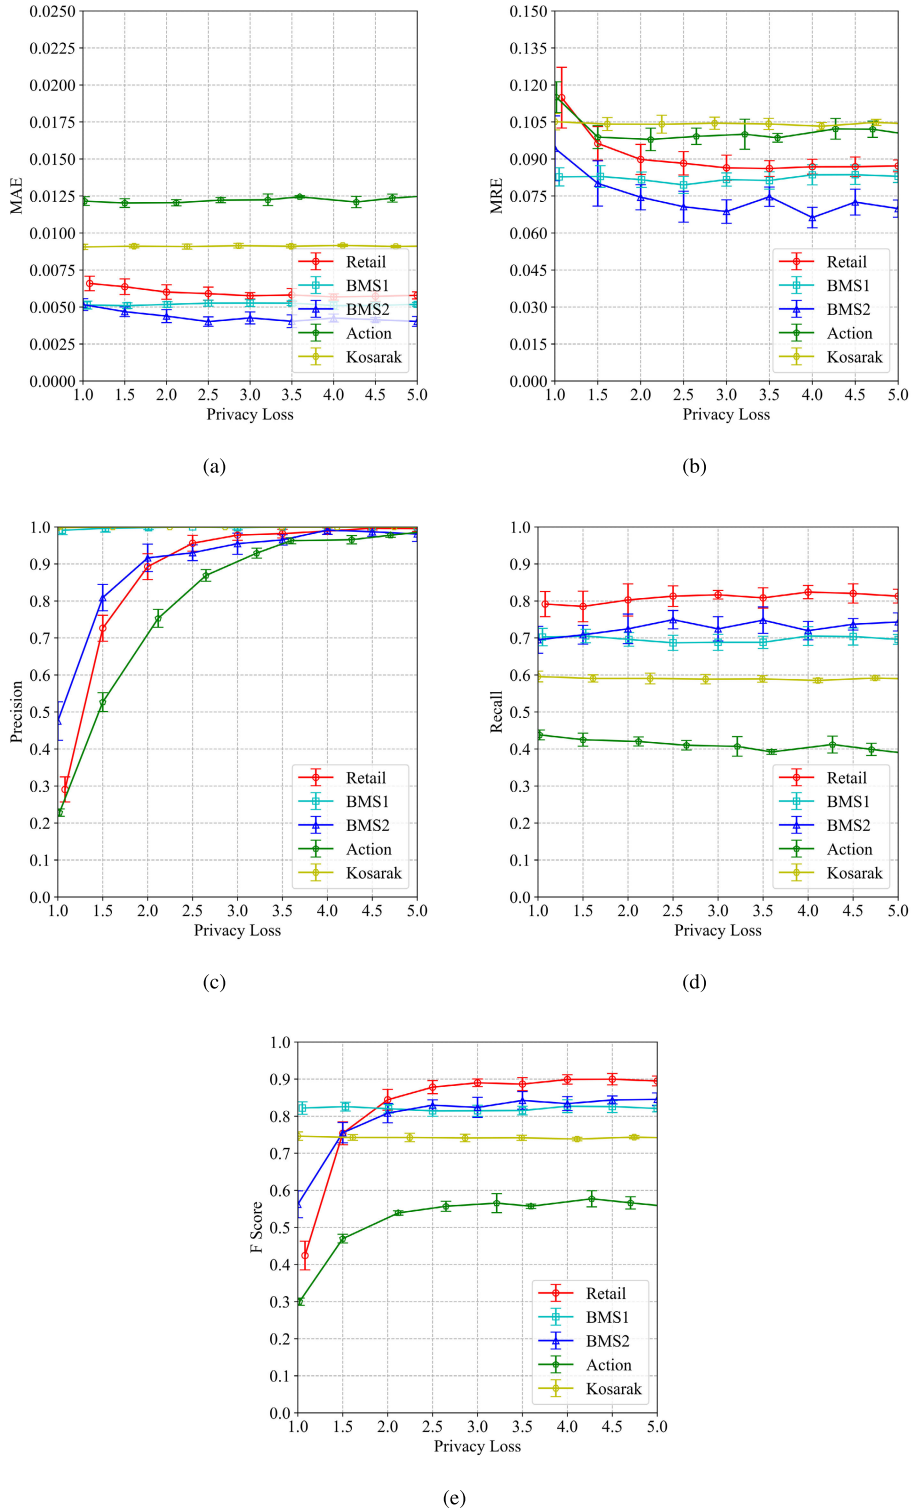 0.0250
0.0225
0.0200
0.0175
0.0150
0.0125
0.0100
0.0075
0.0050
0.0025
0.0000
MAE
1.0 1.5 2.0 2.5 3.0 3.5 4.0 4.5 5.0
Privacy Loss
Retail
BMS1
BMS2
Action
Kosarak
(a)
0.150
0.135
0.120
0.105
0.090
0.075
0.060
0.045
0.030
0.015
0.000
MRE
1.0 1.5 2.0 2.5 3.0 3.5 4.0 4.5 5.0
Privacy Loss
Retail
BMS1
BMS2
Action
Kosarak
(b)
1.0
0.9
0.8
0.7
0.6
0.5
0.4
0.3
0.2
0.1
0.0
Precision
1.0 1.5 2.0 2.5 3.0 3.5 4.0 4.5 5.0
Privacy Loss
Retail
BMS1
BMS2
Action
Kosarak
(c)
1.0
0.9
0.8
0.7
0.6
0.5
0.4
0.3
0.2
0.1
0.0
Recall
1.0 1.5 2.0 2.5 3.0 3.5 4.0 4.5 5.0
Privacy Loss
Retail
BMS1
BMS2
Action
Kosarak
(d)
1.0
0.9
0.8
0.7
0.6
0.5
0.4
0.3
0.2
0.1
0.0
F Score
1.0 1.5 2.0 2.5 3.0 3.5 4.0 4.5 5.0
Privacy Loss
Retail
BMS1
BMS2
Action
Kosarak
(e)